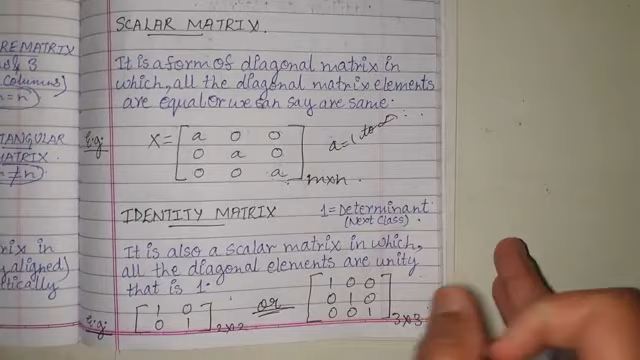 SCALAR MATRIX.
It is a form of diagonal matrix in
which, all the diagonal matrix elements
are equal or we can say are same.
E.g:
X = [a 0 0
0 a 0
0 0 a] m×n
a=1 to ∞
IDENTITY MATRIX
1 = Determinant
(Next Class).
It is also a scalar matrix in which,
all the diagonal elements are unity
that is 1.
E.g:
[1 0
0 1] 2×2
or
[1 0 0
0 1 0
0 0 1] 3×3
RE MATRIX
Columns)
TANGULAR
ATRIX.
≠n
rix in
y aligned)
etically